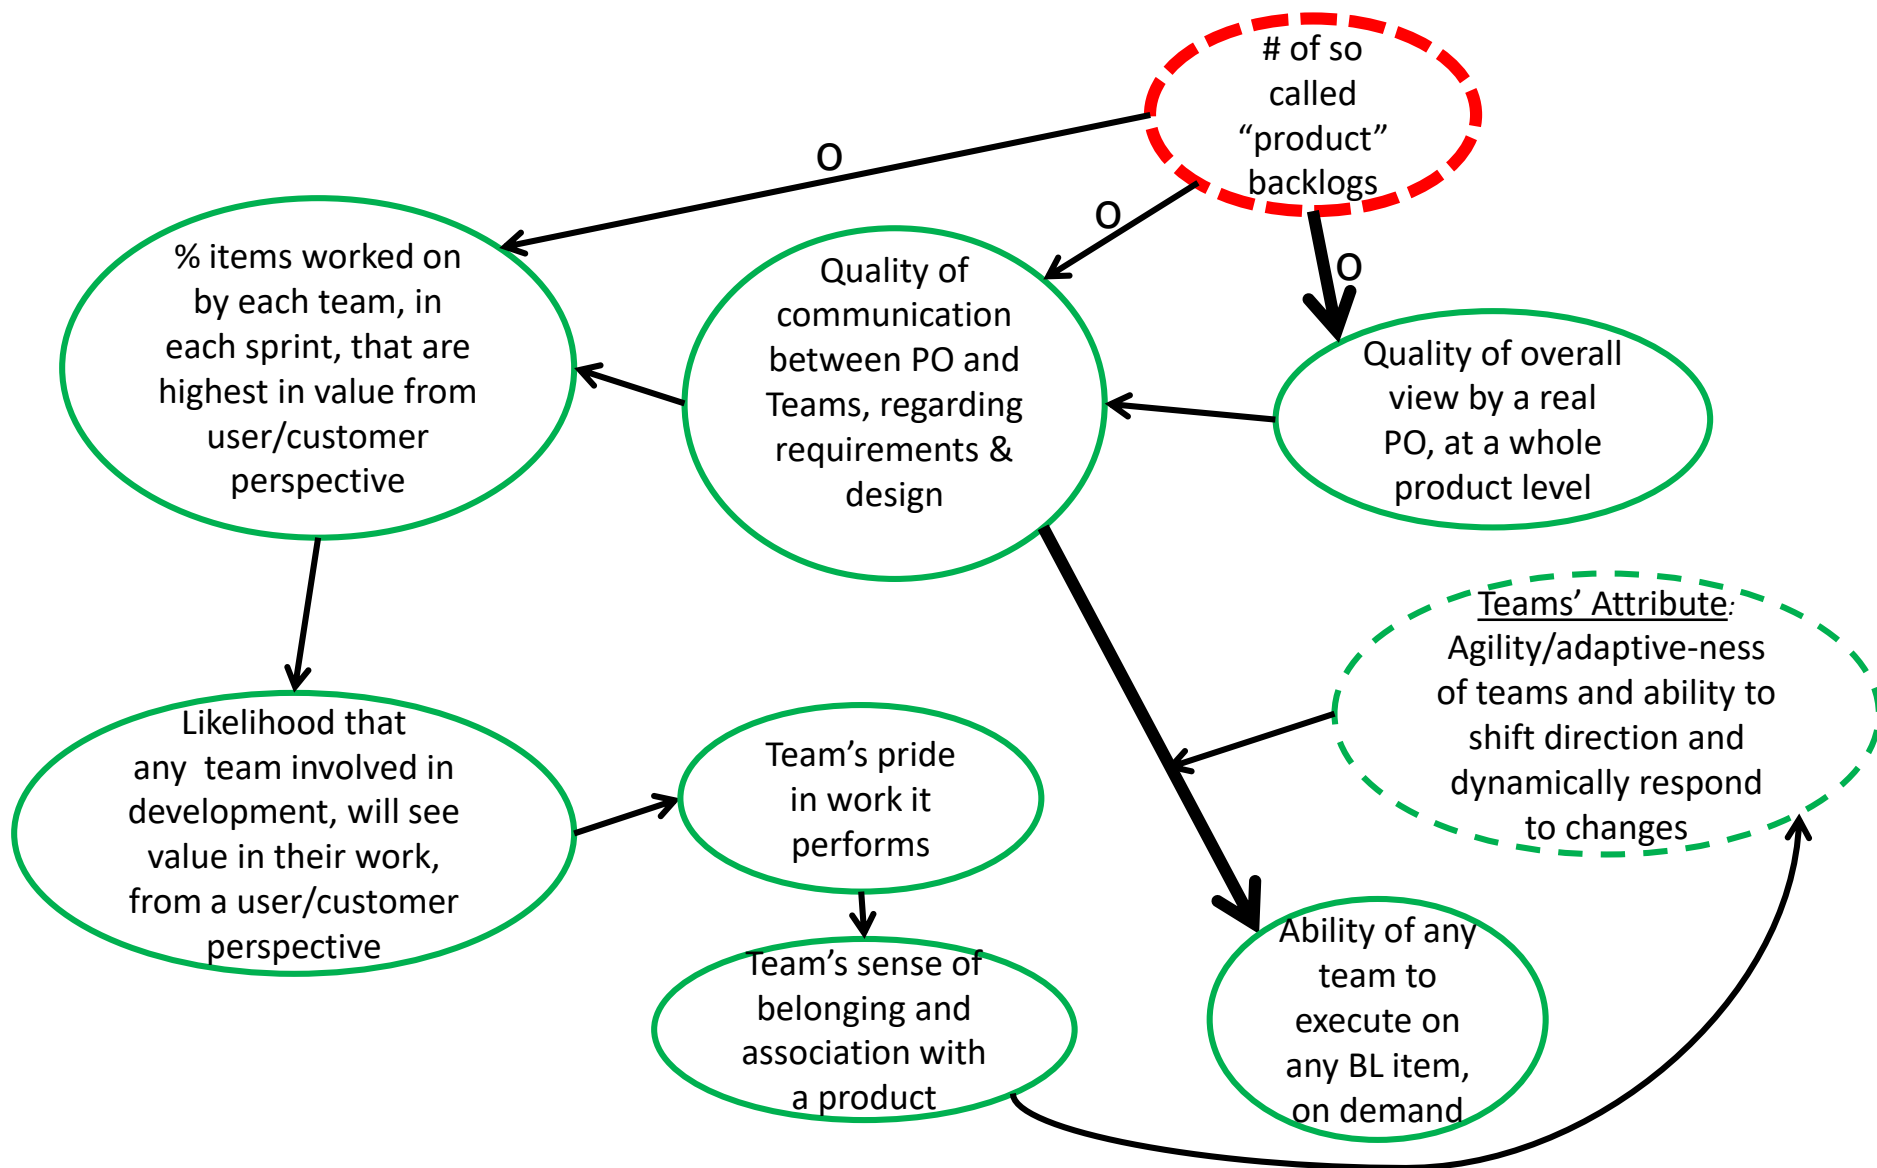 # of so
called
“product”
backlogs
O
O
O
% items worked on
by each team, in
each sprint, that are
highest in value from
user/customer
perspective
Quality of
communication
between PO and
Teams, regarding
requirements &
design
Quality of overall
view by a real
PO, at a whole
product level
Teams’ Attribute:
Agility/adaptive-ness
of teams and ability to
shift direction and
dynamically respond
to changes
Likelihood that
any team involved in
development, will see
value in their work,
from a user/customer
perspective
Team’s pride
in work it
performs
Team’s sense of
belonging and
association with
a product
Ability of any
team to
execute on
any BL item,
on demand